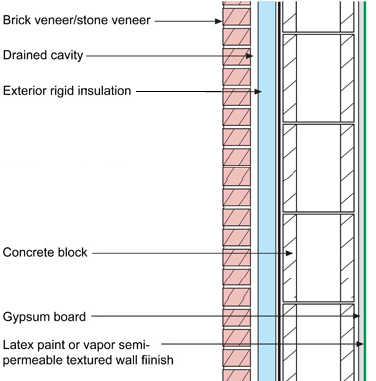 Brick veneer/stone veneer
Drained cavity
Exterior rigid insulation
Concrete block
Gypsum board
Latex paint or vapor semi-
permeable textured wall fiinish